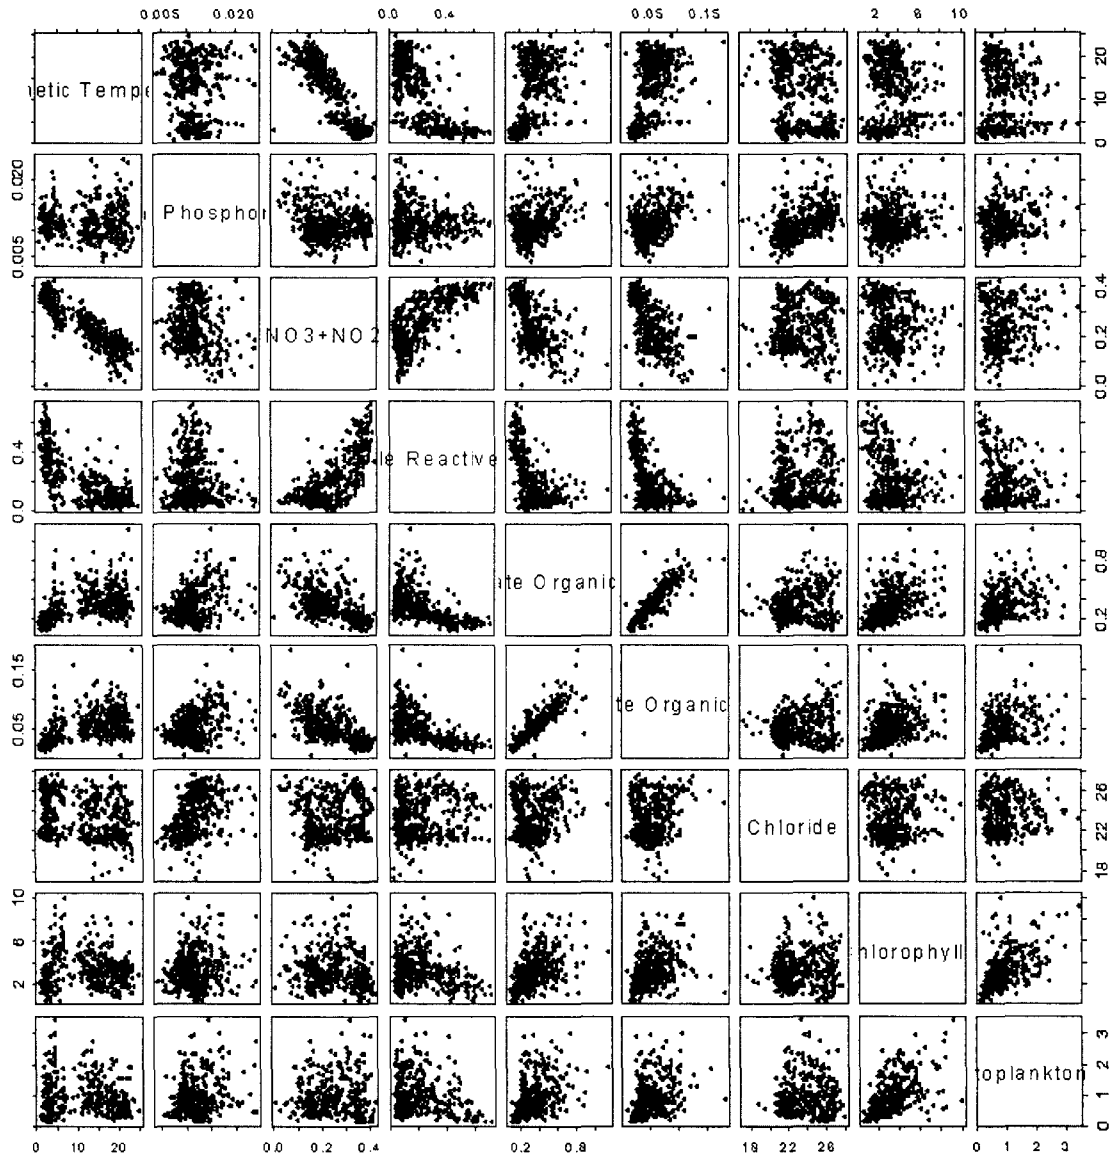 0.005 0.020 0.0 0.4 0.05 0.15 2 6 10
netic Tempe
0 10 20
0.005 0.020
Phosphor
NO3+NO2
0.0 0.2 0.4
0.0 0.4
le Reactive
ate Organic
0.2 0.8
0.05 0.15
te Organic
Chloride
18 22 26
2 6 10
hlorophyll
toplankton
0 1 2 3
0 10 20 0.0 0.2 0.4 0.2 0.8 18 22 26 0 1 2 3